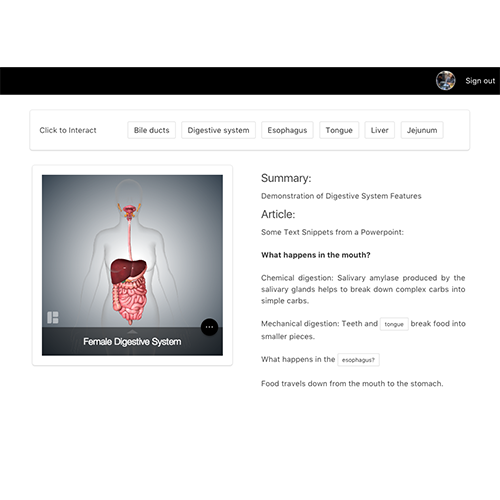 Sign out
Click to Interact
Bile ducts
Digestive system
Esophagus
Tongue
Liver
Jejunum
Summary:
Demonstration of Digestive System Features
Article:
Some Text Snippets from a Powerpoint:
What happens in the mouth?
Chemical digestion: Salivary amylase produced by the
salivary glands helps to break down complex carbs into
simple carbs.
Mechanical digestion: Teeth and tongue break food into
smaller pieces.
What happens in the esophagus?
Food travels down from the mouth to the stomach.
Female Digestive System